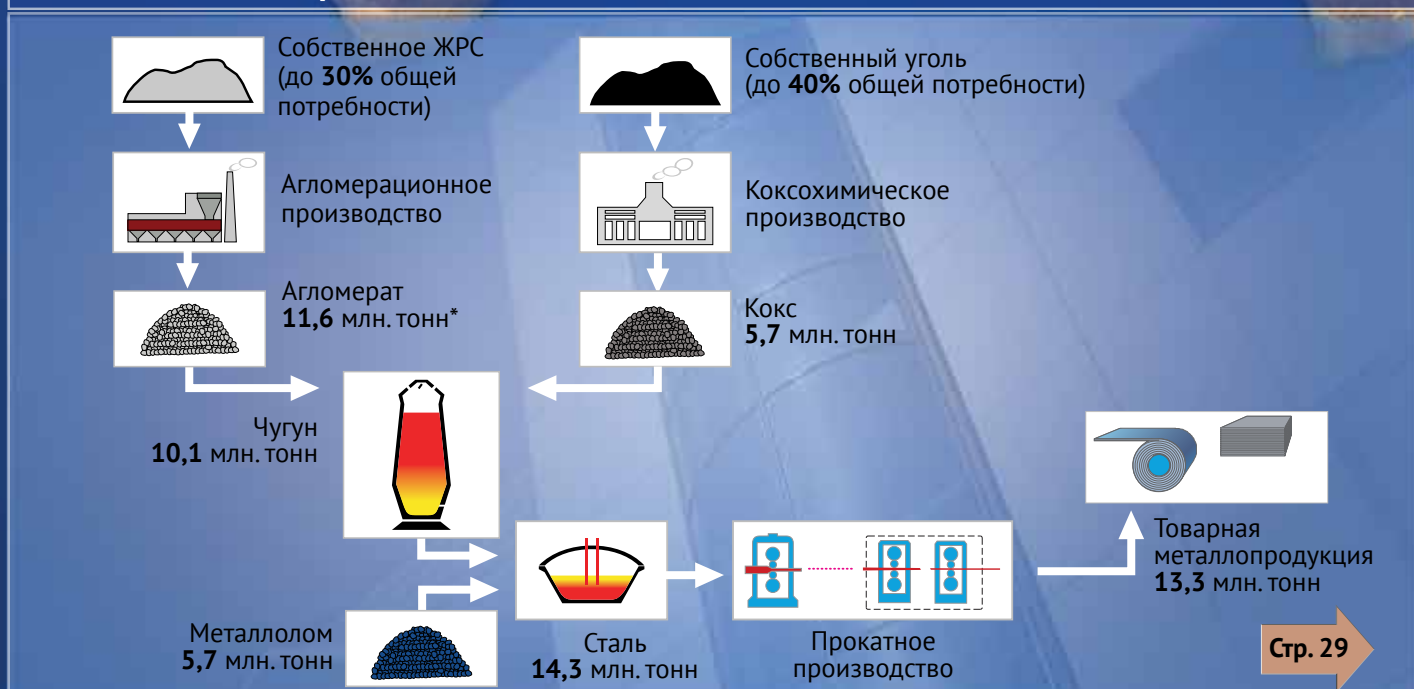 Собственное ЖРС
(до 30% общей
потребности)
Собственный уголь
(до 40% общей потребности)
Агломерационное
производство
Коксохимическое
производство
Агломерат
11,6 млн. тонн*
Кокс
5,7 млн. тонн
Чугун
10,1 млн. тонн
Металлолом
5,7 млн. тонн
Сталь
14,3 млн. тонн
Прокатное
производство
Товарная
металлопродукция
13,3 млн. тонн
Стр. 29